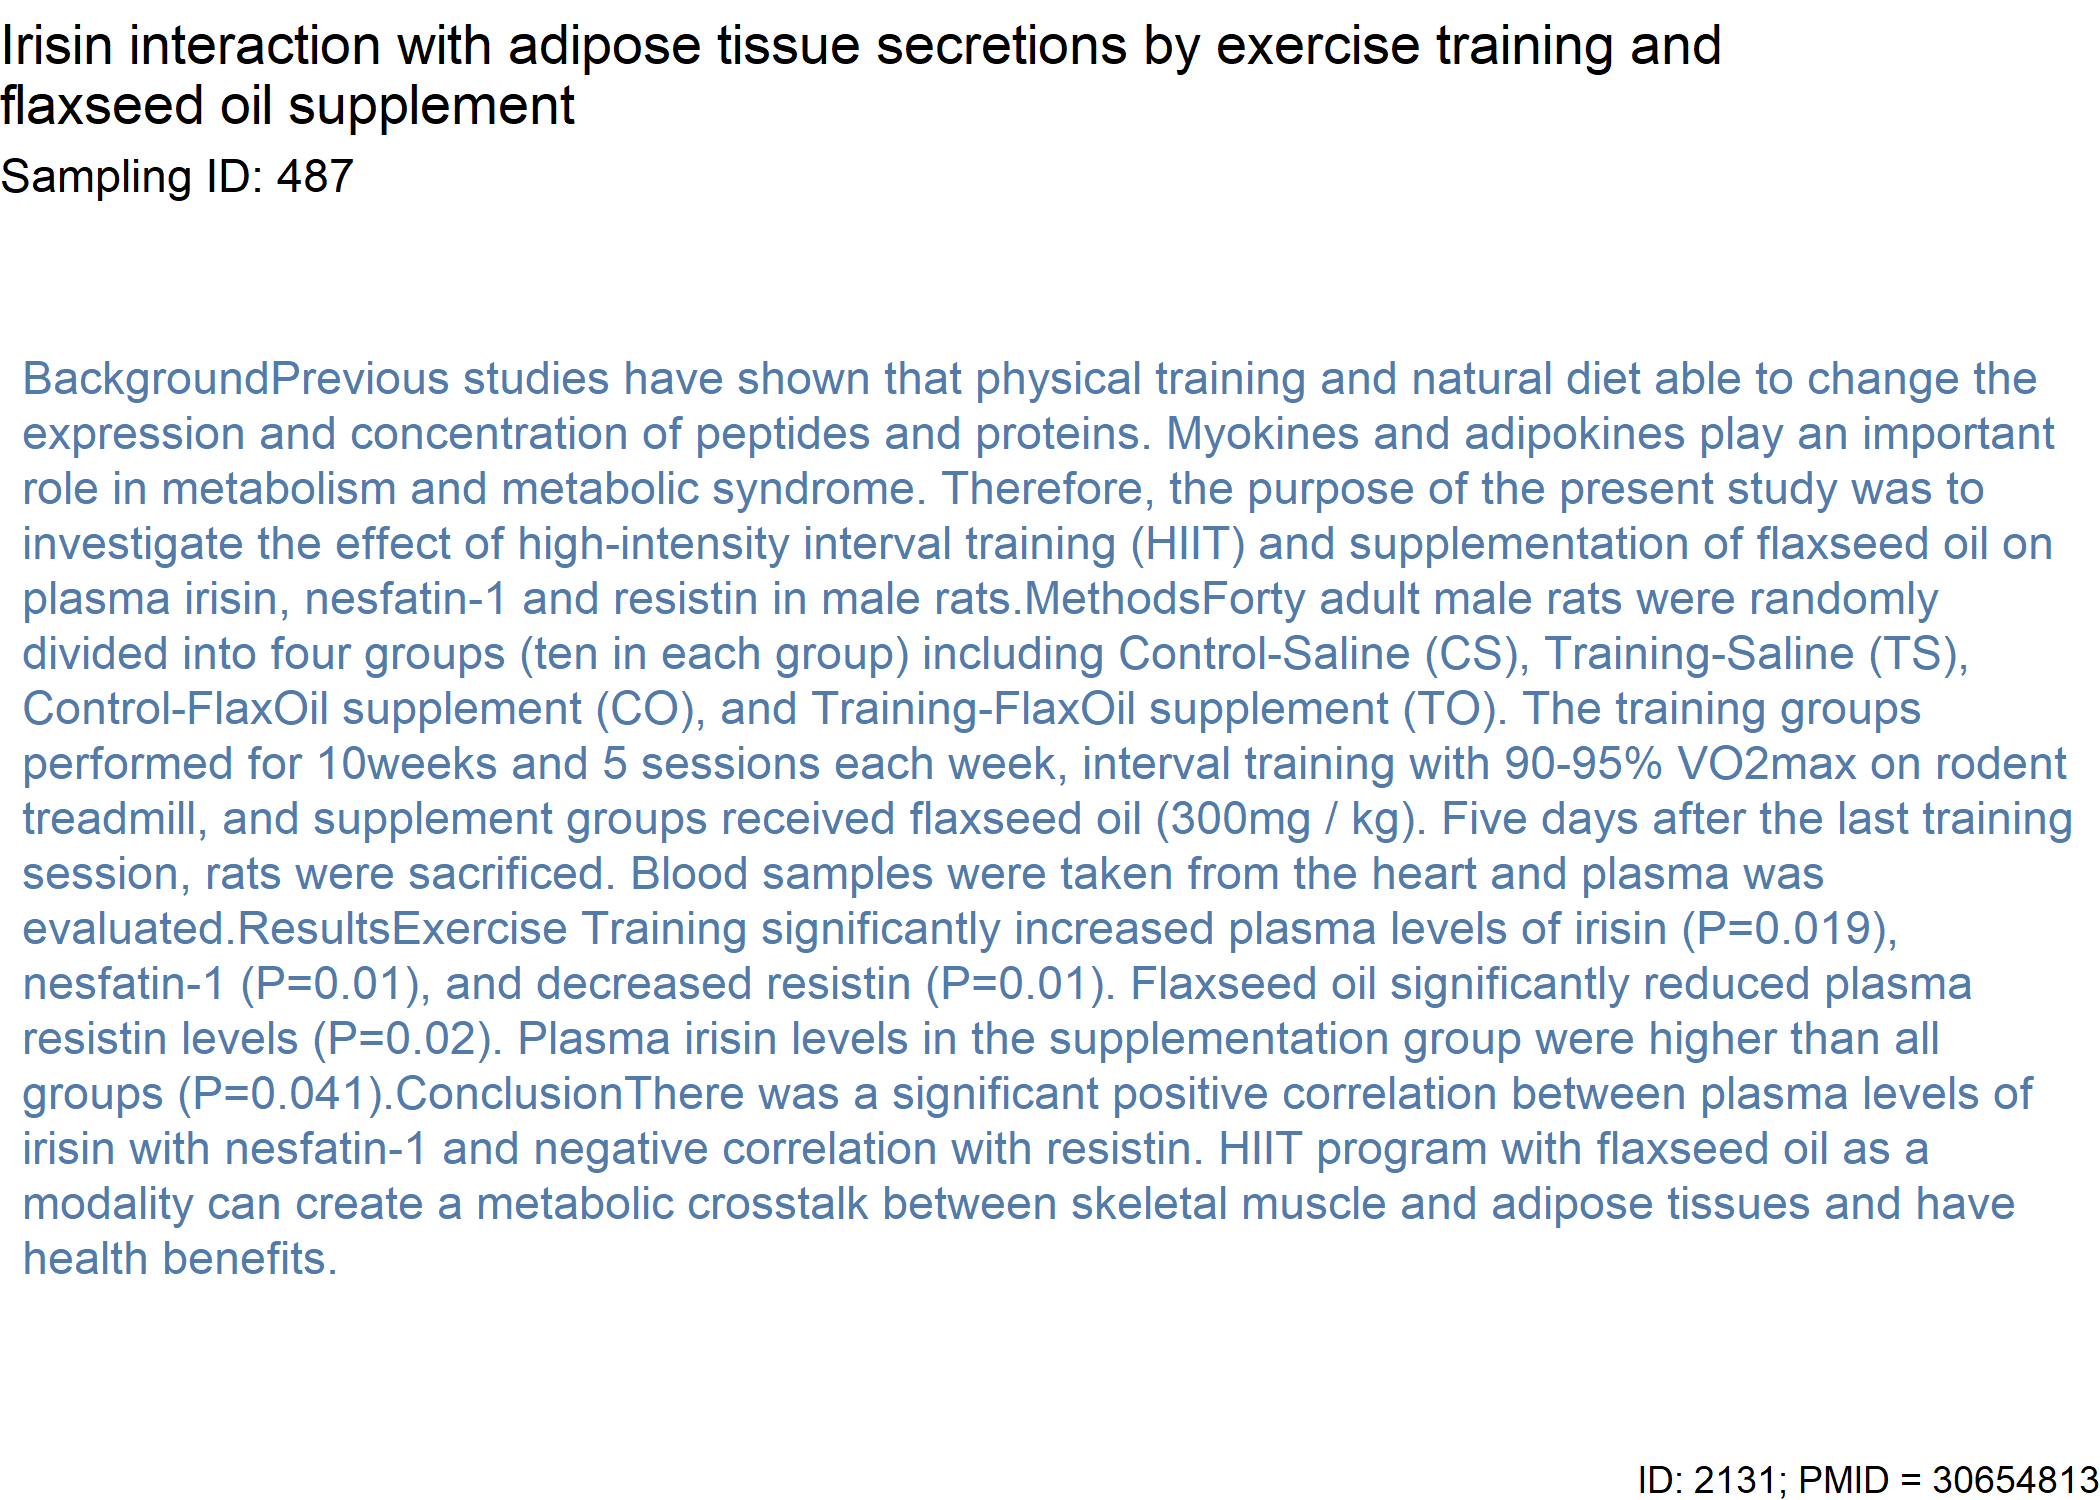 Irisin interaction with adipose tissue secretions by exercise training and
flaxseed oil supplement
Sampling ID: 487
BackgroundPrevious studies have shown that physical training and natural diet able to change the
expression and concentration of peptides and proteins. Myokines and adipokines play an important
role in metabolism and metabolic syndrome. Therefore, the purpose of the present study was to
investigate the effect of high-intensity interval training (HIIT) and supplementation of flaxseed oil on
plasma irisin, nesfatin-1 and resistin in male rats.MethodsForty adult male rats were randomly
divided into four groups (ten in each group) including Control-Saline (CS), Training-Saline (TS),
Control-FlaxOil supplement (CO), and Training-FlaxOil supplement (TO). The training groups
performed for 10weeks and 5 sessions each week, interval training with 90-95% VO2max on rodent
treadmill, and supplement groups received flaxseed oil (300mg / kg). Five days after the last training
session, rats were sacrificed. Blood samples were taken from the heart and plasma was
evaluated.ResultsExercise Training significantly increased plasma levels of irisin (P=0.019),
nesfatin-1 (P=0.01), and decreased resistin (P=0.01). Flaxseed oil significantly reduced plasma
resistin levels (P=0.02). Plasma irisin levels in the supplementation group were higher than all
groups (P=0.041).ConclusionThere was a significant positive correlation between plasma levels of
irisin with nesfatin-1 and negative correlation with resistin. HIIT program with flaxseed oil as a
modality can create a metabolic crosstalk between skeletal muscle and adipose tissues and have
health benefits.
ID: 2131; PMID = 30654813